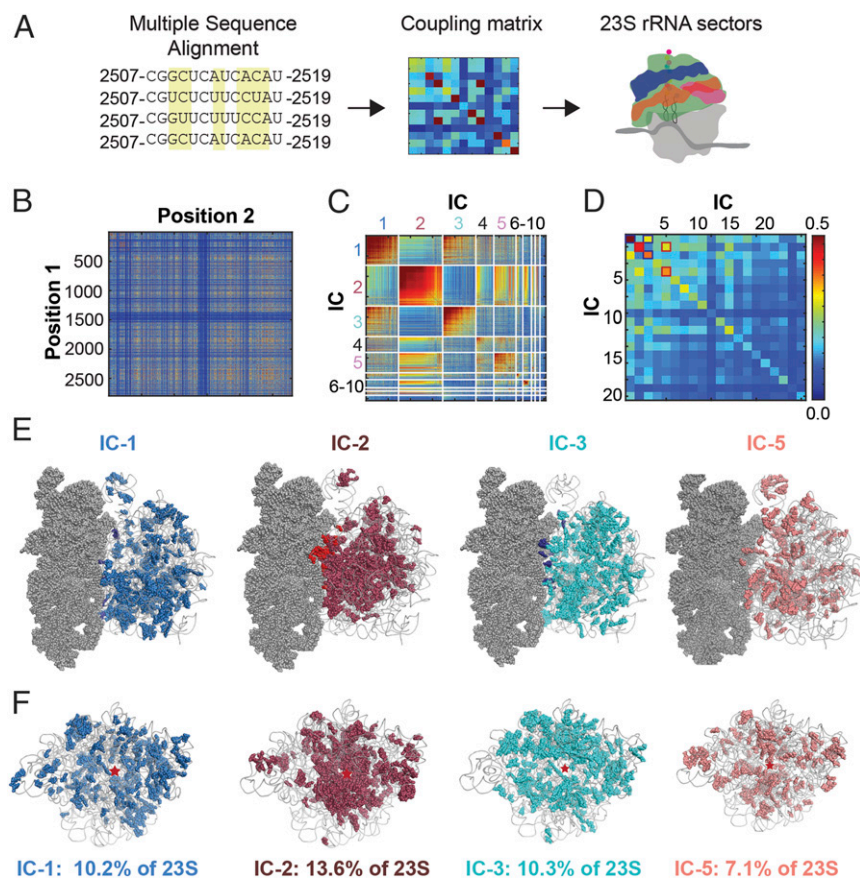 A
Multiple Sequence
Alignment
Coupling matrix
23S rRNA sectors
2507-CGGCUCAUCACAU-2519
2507-CGUCUCUUCCUAU-2519
2507-CGGUUCUUUCCAU-2519
2507-CGGCUCAUCACAU-2519
B
Position 2
Position 1
500
1000
1500
2000
2500
C
IC
1 2 3 4 5 6-10
IC
1
2
3
4
5
6-10
D
IC
5 10 15 20
IC
5
10
15
20
0.5
0.0
E
IC-1
IC-2
IC-3
IC-5
F
IC-1: 10.2% of 23S
IC-2: 13.6% of 23S
IC-3: 10.3% of 23S
IC-5: 7.1% of 23S